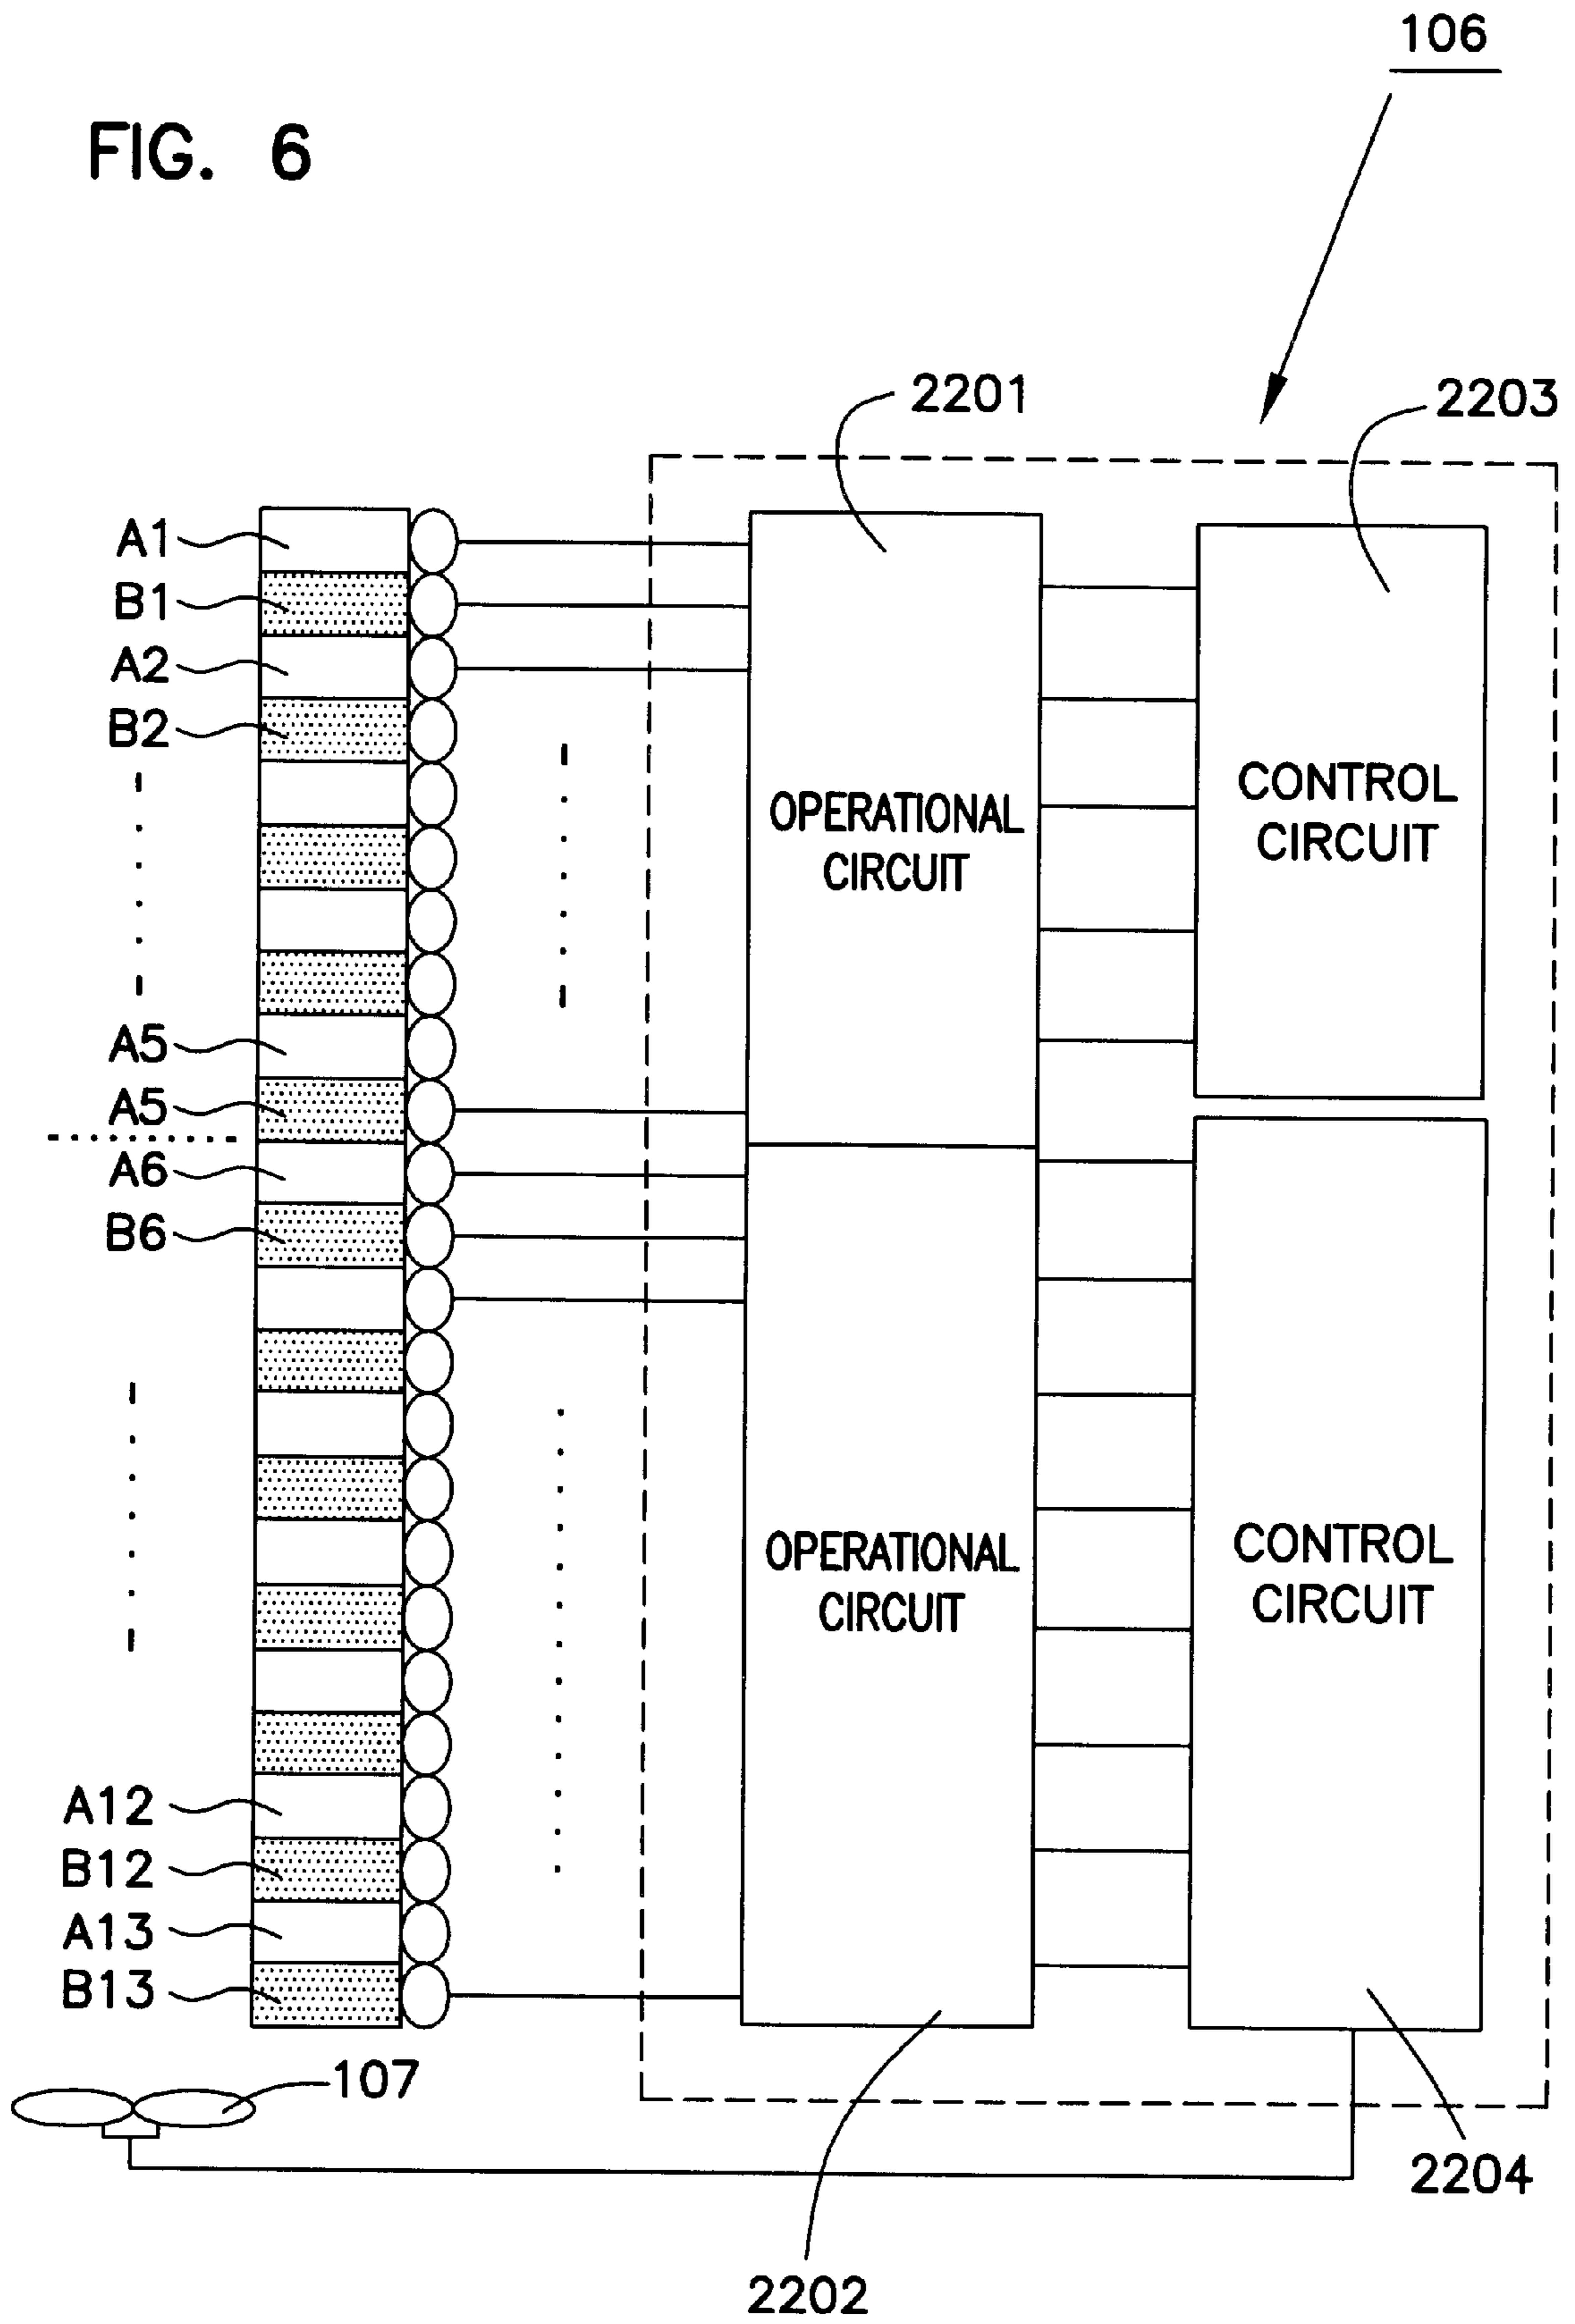 106
FIG. 6
2201
2203
A1
B1
A2
B2
OPERATIONAL
CIRCUIT
CONTROL
CIRCUIT
A5
A5
A6
B6
OPERATIONAL
CIRCUIT
CONTROL
CIRCUIT
A12
B12
A13
B13
107
2204
2202